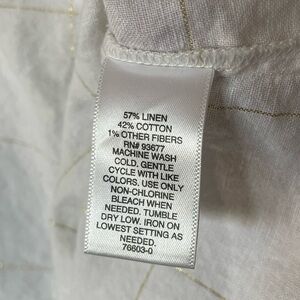 57% LINEN
42% COTTON
1% OTHER FIBERS
RN# 93677
MACHINE WASH
COLD. GENTLE
CYCLE WITH LIKE
COLORS. USE ONLY
NON-CHLORINE
BLEACH WHEN
NEEDED. TUMBLE
DRY LOW. IRON ON
LOWEST SETTING AS
NEEDED.
76603-0